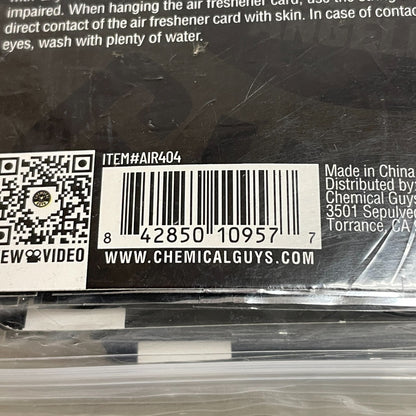 impaired. When hanging the air freshener card, use the
direct contact of the air freshener card with skin. In case of
eyes, wash with plenty of water.
ITEM#AIR404
Made in China
Distributed by
Chemical Guys
3501
Torrance, CA
8 42850 10957 7
VIDEO
WWW.CHEMICALGUYS.COM